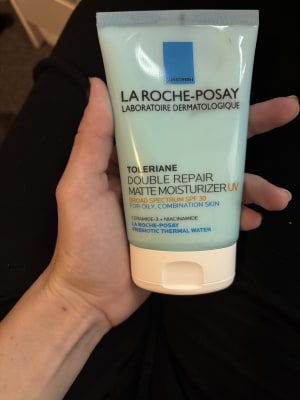 LA ROCHE-POSAY
LABORATOIRE DERMATOLOGIQUE
TOLERIANE
DOUBLE REPAIR
MATTE MOISTURIZER UV
BROAD SPECTRUM SPF 30
FOR OILY, COMBINATION SKIN
CERAMIDE-3 + NIACINAMIDE
LA ROCHE-POSAY
PREBIOTIC THERMAL WATER